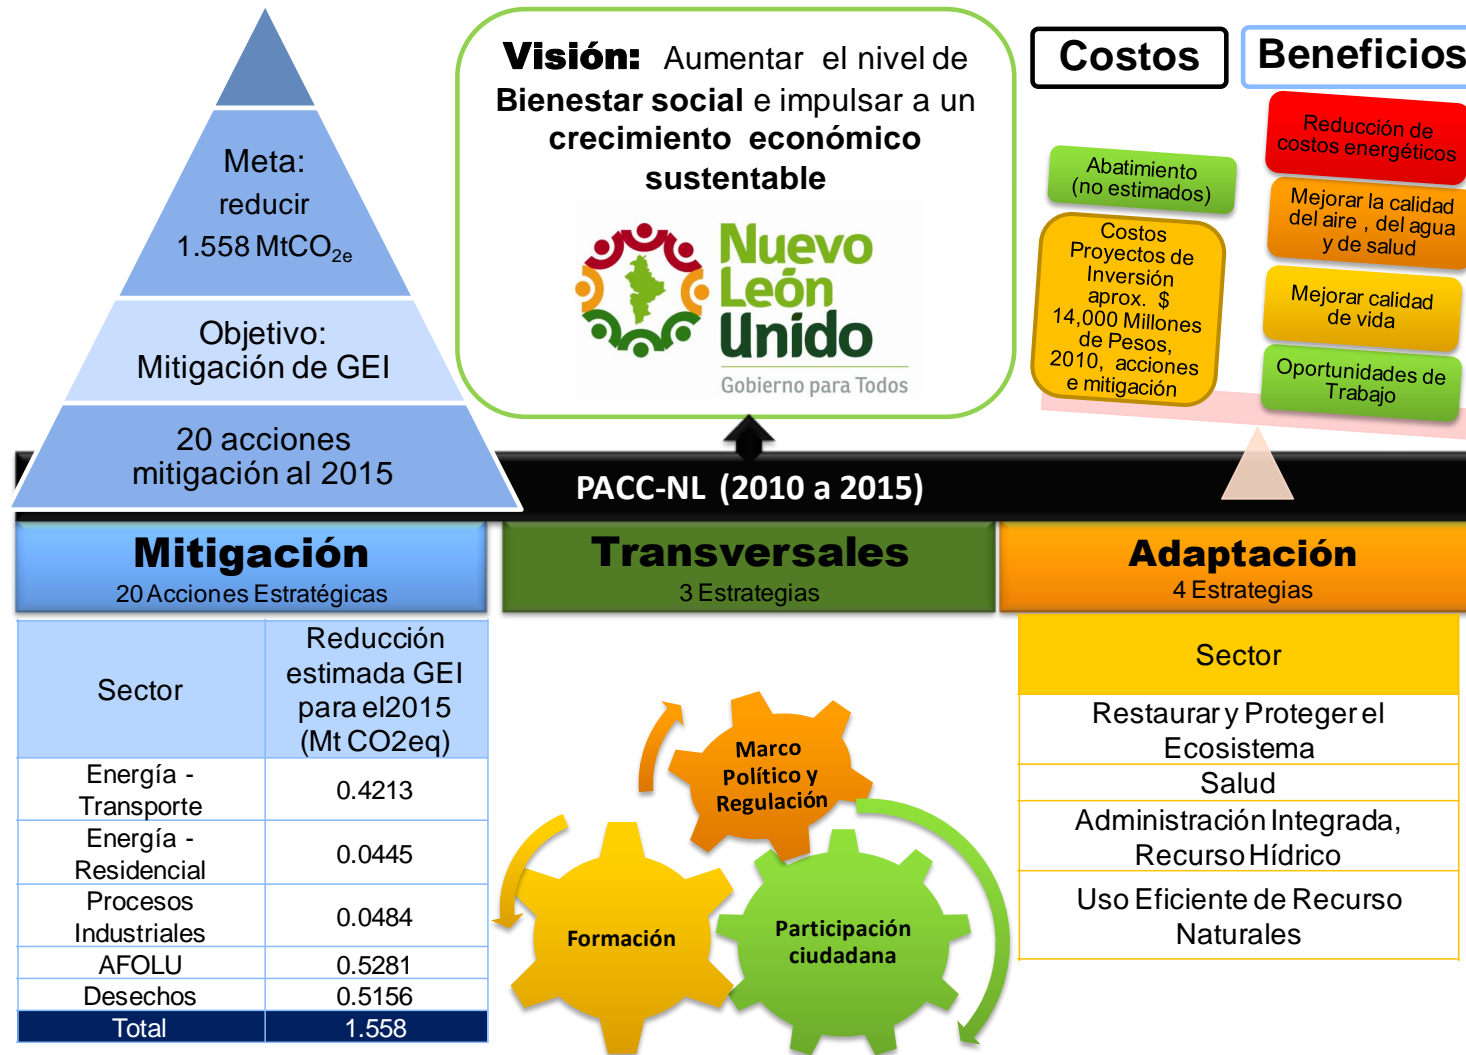 Meta:
reducir
1.558 MtCO2e
Objetivo:
Mitigación de GEI
20 acciones
mitigación al 2015
Visión: Aumentar el nivel de
Bienestar social e impulsar a un
crecimiento económico
sustentable
Nuevo
León
Unido
Gobierno para Todos
Costos
Beneficios
Abatimiento
(no estimados)
Costos
Proyectos de
Inversión
aprox. $
14,000 Millones
de Pesos,
2010, acciones
e mitigación
Reducción de
costos energéticos
Mejorar la calidad
del aire , del agua
y de salud
Mejorar calidad
de vida
Oportunidades de
Trabajo
PACC-NL (2010 a 2015)
Mitigación
20 Acciones Estratégicas
Transversales
3 Estrategias
Adaptación
4 Estrategias
Sector
Reducción
estimada GEI
para el2015
(Mt CO2eq)
Energía -
Transporte
0.4213
Energía -
Residencial
0.0445
Procesos
Industriales
0.0484
AFOLU
0.5281
Desechos
0.5156
Total
1.558
Marco
Político y
Regulación
Formación
Participación
ciudadana
Sector
Restaurar y Proteger el
Ecosistema
Salud
Administración Integrada,
Recurso Hídrico
Uso Eficiente de Recurso
Naturales